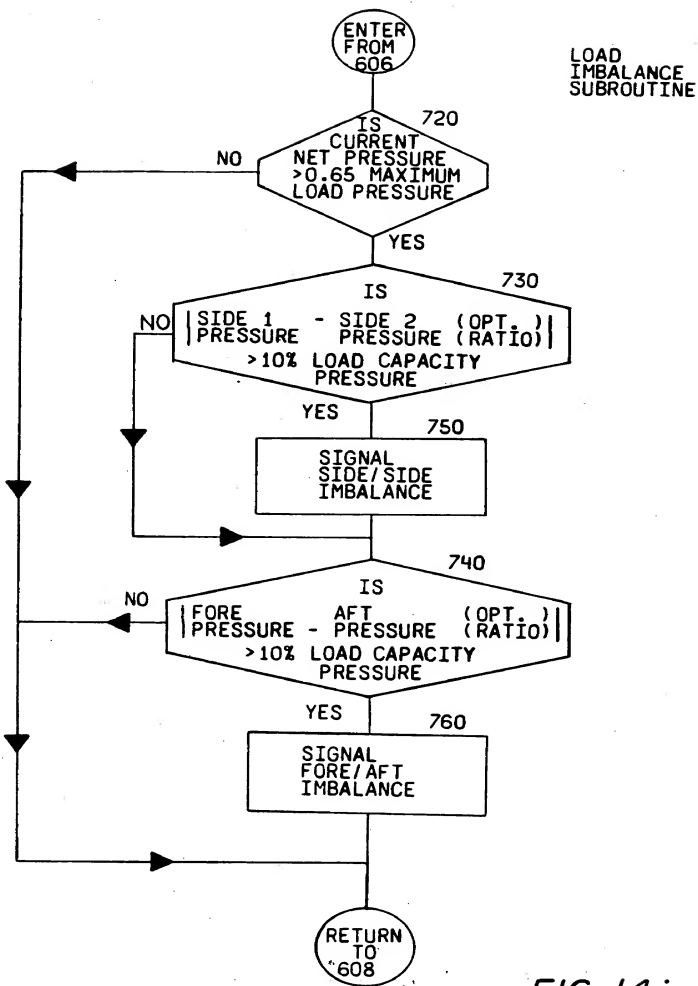 ENTER
FROM
606
LOAD
IMBALANCE
SUBROUTINE
720
IS
CURRENT
NET PRESSURE
>0.65 MAXIMUM
LOAD PRESSURE
NO
YES
730
IS
|SIDE 1 - SIDE 2 (OPT. )|
|PRESSURE PRESSURE (RATIO)|
>10% LOAD CAPACITY
PRESSURE
NO
YES
750
SIGNAL
SIDE/SIDE
IMBALANCE
740
IS
|FORE AFT (OPT. )|
|PRESSURE - PRESSURE (RATIO)|
>10% LOAD CAPACITY
PRESSURE
NO
YES
760
SIGNAL
FORE/AFT
IMBALANCE
RETURN
TO
608